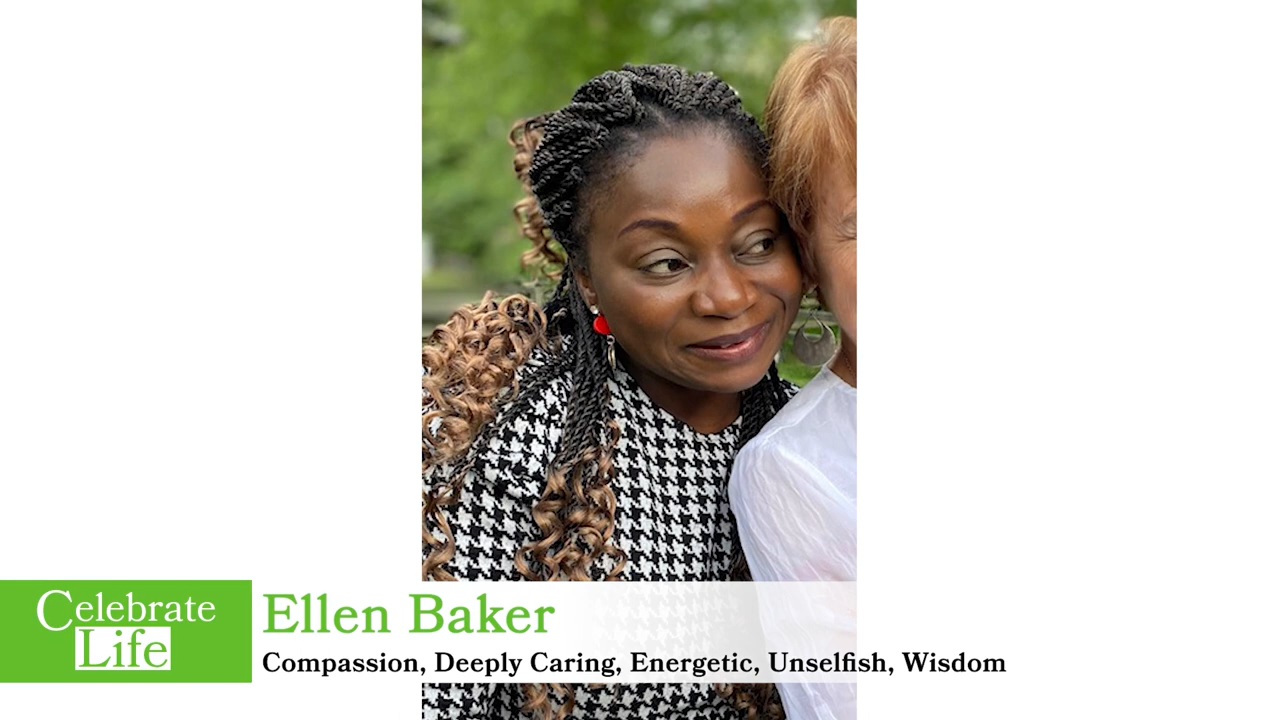 Celebrate
Life
Ellen Baker
Compassion, Deeply Caring, Energetic, Unselfish, Wisdom